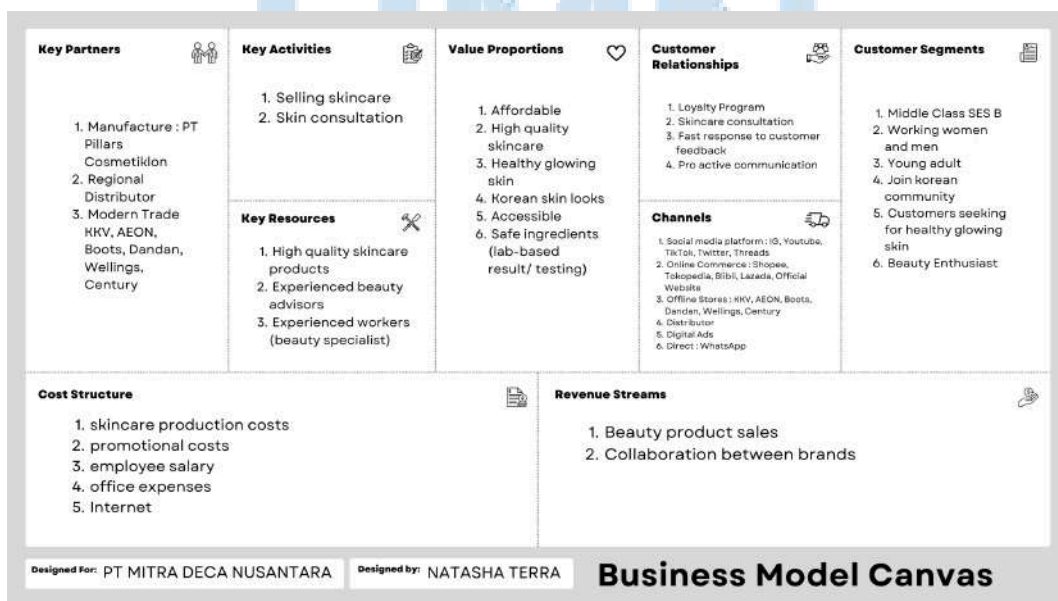 Key Partners
1. Manufacture : PT
Pillars
Cosmetiklon
2. Regional
Distributor
3. Modern Trade
KKV, AEON,
Boots, Dandan,
Wellings,
Century
Key Activities
1. Selling skincare
2. Skin consultation
Key Resources
1. High quality skincare
products
2. Experienced beauty
advisors
3. Experienced workers
(beauty specialist)
Value Proportions
1. Affordable
2. High quality
skincare
3. Healthy glowing
skin
4. Korean skin looks
5. Accessible
6. Safe ingredients
(lab-based
result/ testing)
Customer
Relationships
1. Loyalty Program
2. Skincare consultation
3. Fast response to customer
feedback
4. Pro active communication
Channels
1. Social media platform : IG, Youtube,
TikTok, Twitter, Threads
2. Online Commerce : Shopee,
Tokopedia, Blibli, Lazada, Official
Website
3. Offline Stores : KKV, AEON, Boots,
Dandan, Wellings, Century
4. Distributor
5. Digital Ads
6. Direct : WhatsApp
Customer Segments
1. Middle Class SES B
2. Working women
and men
3. Young adult
4. Join korean
community
5. Customers seeking
for healthy glowing
skin
6. Beauty Enthusiast
Cost Structure
1. skincare production costs
2. promotional costs
3. employee salary
4. office expenses
5. Internet
Revenue Streams
1. Beauty product sales
2. Collaboration between brands
Designed For: PT MITRA DECA NUSANTARA
Designed by: NATASHA TERRA
Business Model Canvas